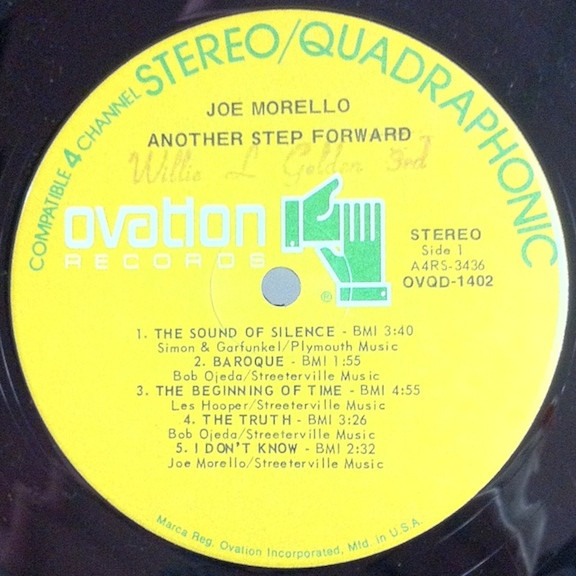 COMPATIBLE 4 CHANNEL STEREO/QUADRAPHONIC
JOE MORELLO
ANOTHER STEP FORWARD
Willie L Golden 3rd
ovation
RECORDS
®
STEREO
Side 1
A4RS-3436
OVQD-1402
1. THE SOUND OF SILENCE - BMI 3:40
Simon & Garfunkel/Plymouth Music
2. BAROQUE - BMI 1:55
Bob Ojeda/Streeterville Music
3. THE BEGINNING OF TIME - BMI 4:55
Les Hooper/Streeterville Music
4. THE TRUTH - BMI 3:26
Bob Ojeda/Streeterville Music
5. I DON'T KNOW - BMI 2:32
Joe Morello/Streeterville Music
Marca Reg. Ovation Incorporated, Mfd. in U.S.A.